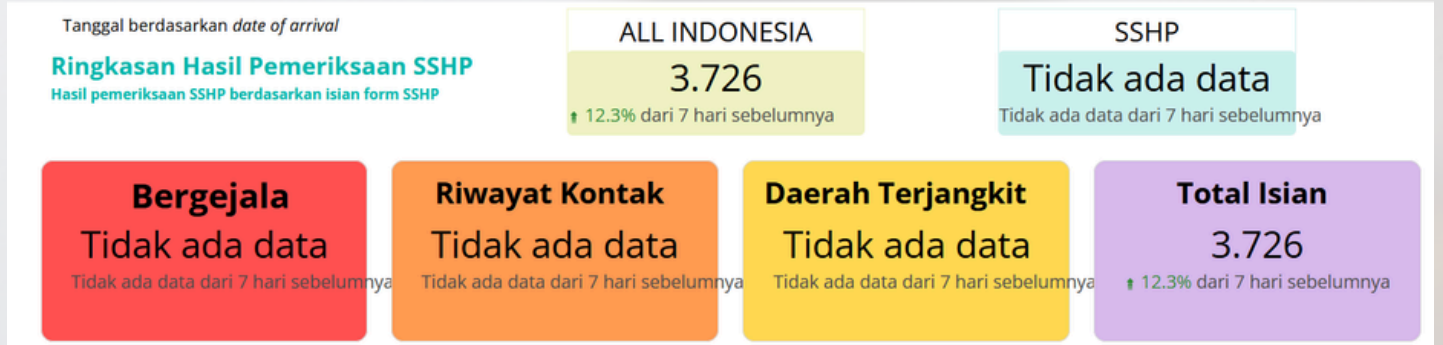 Tanggal berdasarkan date of arrival
Ringkasan Hasil Pemeriksaan SSHP
Hasil pemeriksaan SSHP berdasarkan isian form SSHP
ALL INDONESIA
3.726
12.3% dari 7 hari sebelumnya
SSHP
Tidak ada data
Tidak ada data dari 7 hari sebelumnya
Bergejala
Tidak ada data
Tidak ada data dari 7 hari sebelumnya
Riwayat Kontak
Tidak ada data
Tidak ada data dari 7 hari sebelumnya
Daerah Terjangkit
Tidak ada data
Tidak ada data dari 7 hari sebelumnya
Total Isian
3.726
12.3% dari 7 hari sebelumnya